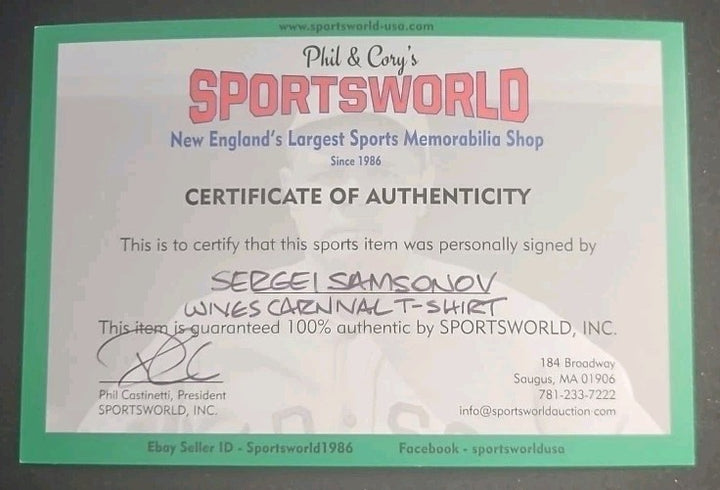 www.sportsworld-usa.com
Phil & Cory's
SPORTSWORLD
New England's Largest Sports Memorabilia Shop
Since 1986
CERTIFICATE OF AUTHENTICITY
This is to certify that this sports item was personally signed by
SERGEI SAMSONOV
WIVES CARNIVAL T-SHIRT
This item is guaranteed 100% authentic by SPORTSWORLD, INC.
Phil Castinetti, President
SPORTSWORLD, INC.
184 Broadway
Saugus, MA 01906
781-233-7222
info@sportsworldauction.com
Ebay Seller ID - Sportsworld1986 Facebook - sportsworldusa